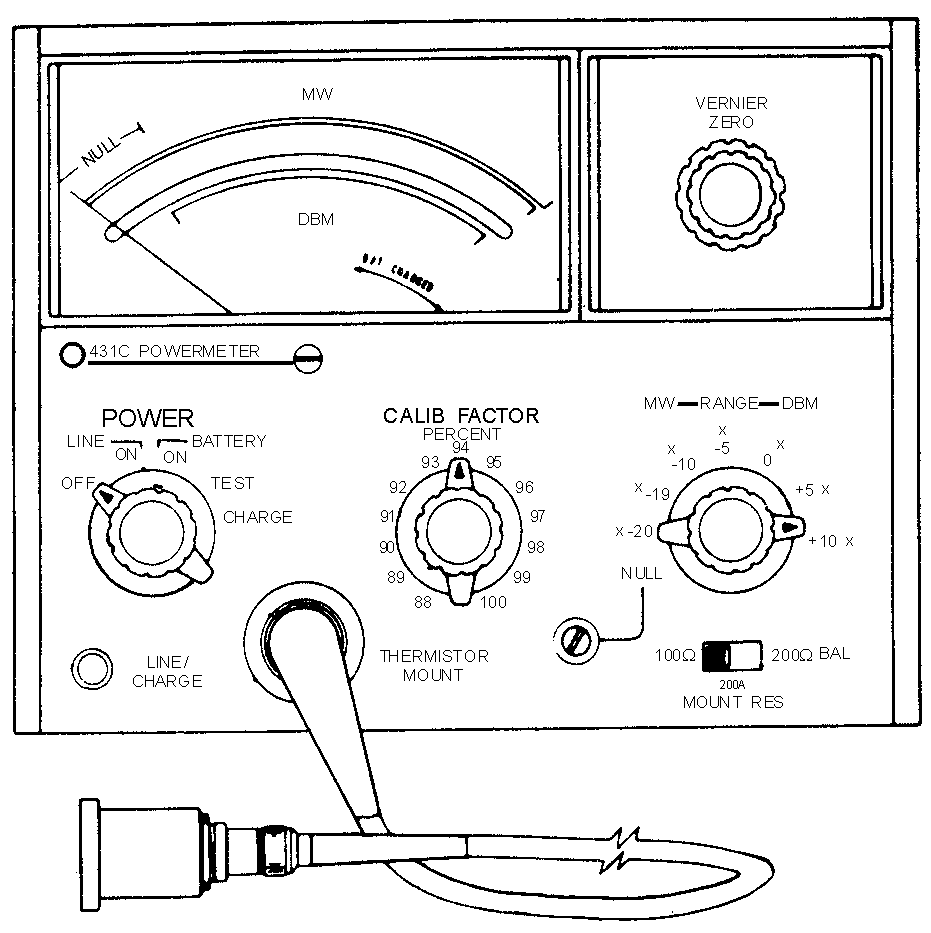 MW
NULL
DBM
BAT CHARGED
VERNIER
ZERO
431C POWERMETER
POWER
LINE
ON
BATTERY
ON
OFF
TEST
CHARGE
CALIB FACTOR
PERCENT
94
93
95
92
96
91
97
90
98
89
99
88
100
MW RANGE DBM
x
-5
x
-10
0
x
x -19
+5 x
x -20
+10 x
NULL
LINE/
CHARGE
THERMISTOR
MOUNT
100Ω
200Ω BAL
200A
MOUNT RES